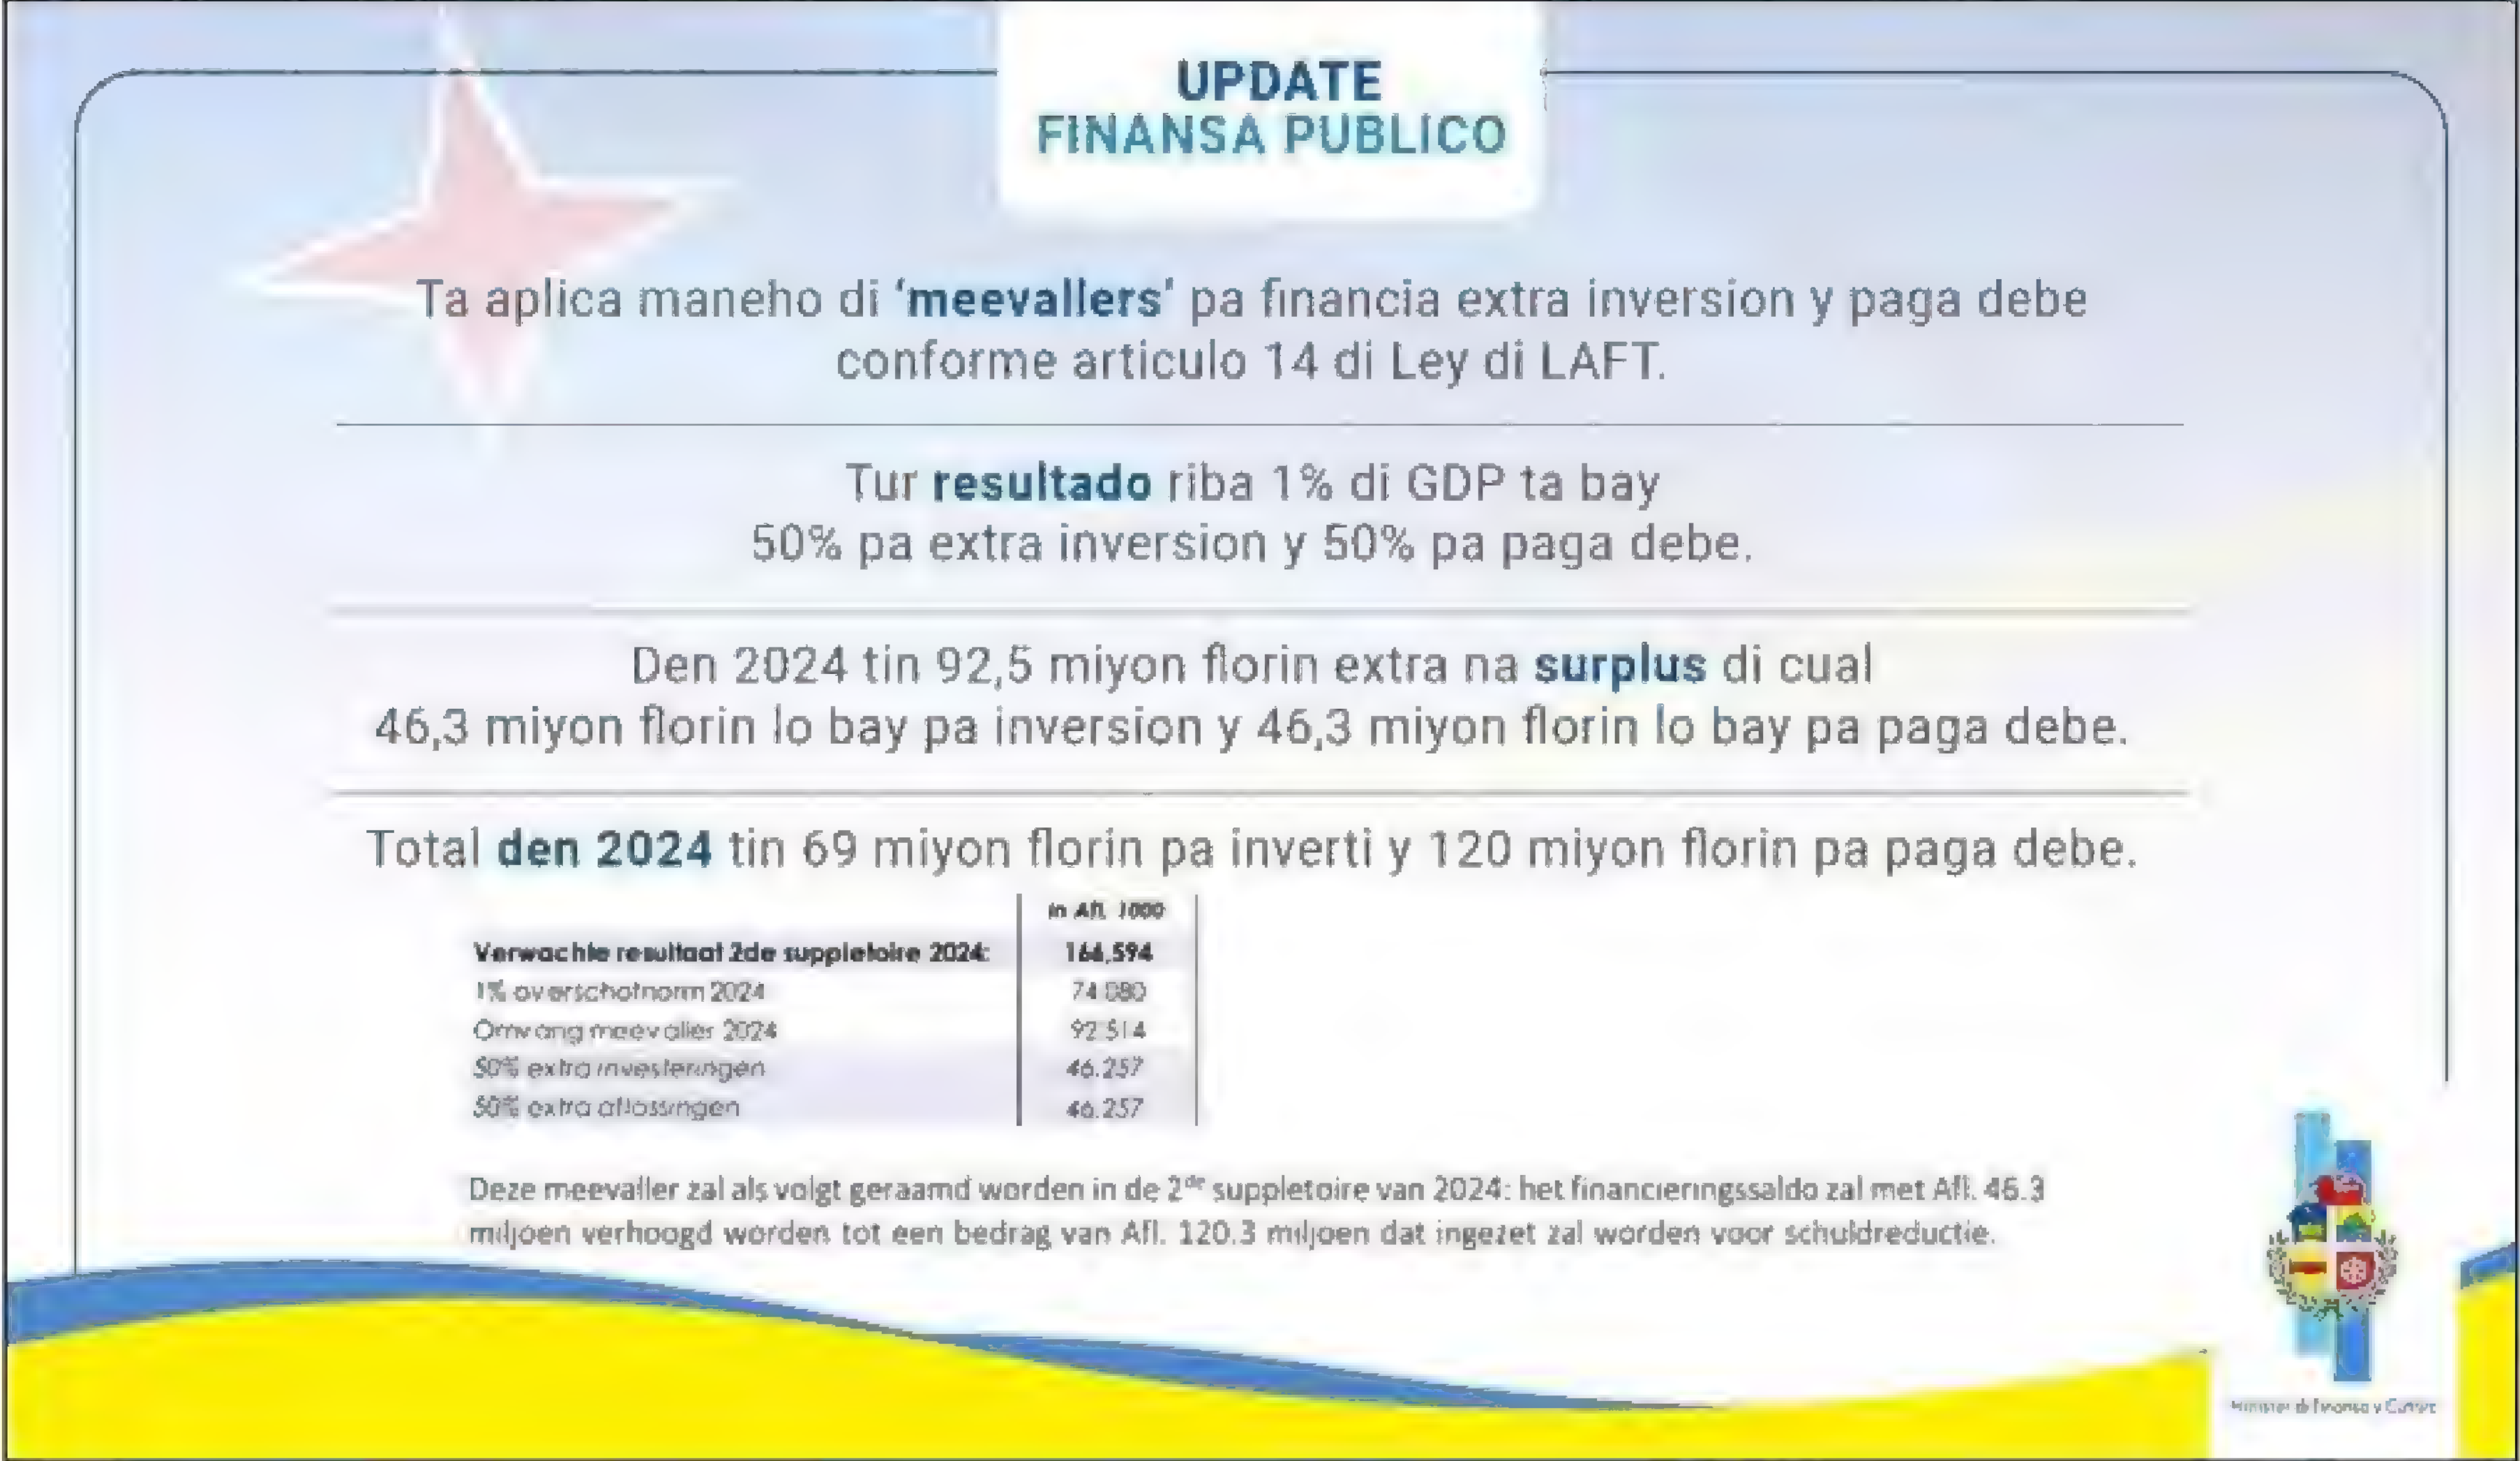 UPDATE
FINANSA PUBLICO
Ta aplica maneho di ‘meevallers’ pa financia extra inversion y paga debe
conforme articulo 14 di Ley di LAFT.
Tur resultado riba 1% di GDP ta bay
50% pa extra inversion y 50% pa paga debe.
Den 2024 tin 92,5 miyon florin extra na surplus di cual
46,3 miyon florin lo bay pa inversion y 46,3 miyon florin lo bay pa paga debe.
Total den 2024 tin 69 miyon florin pa inverti y 120 miyon florin pa paga debe.
in Afl. 1000
Verwachte resultaat 2de suppletoire 2024: 166,594
1% overschotnorm 2024 74.080
Omvang meevaller 2024 92.514
50% extra investeringen 46.257
50% extra aflossingen 46.257
Deze meevaller zal als volgt geraamd worden in de 2de suppletoire van 2024: het financieringssaldo zal met Afl. 46.3
miljoen verhoogd worden tot een bedrag van Afl. 120.3 miljoen dat ingezet zal worden voor schuldreductie.
Minister di Finansa y